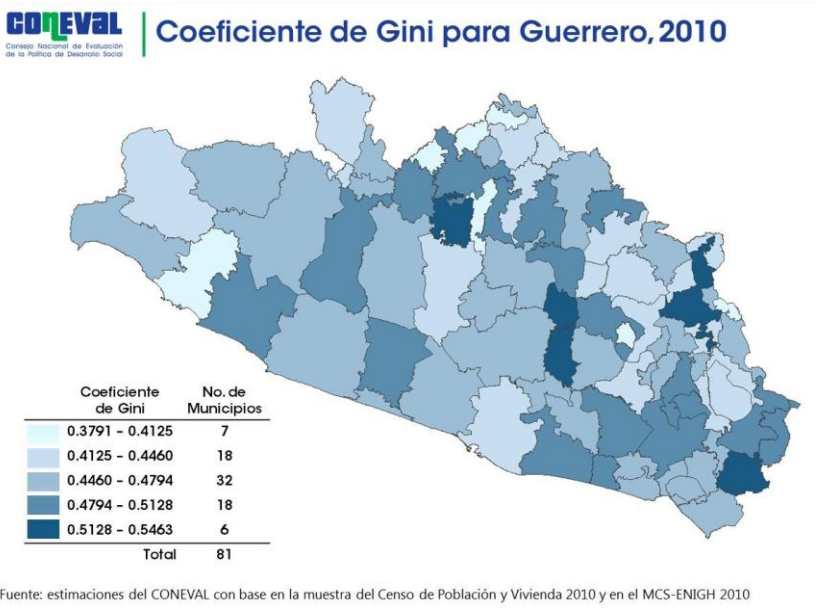 CONEVAL
Consejo Nacional de Evaluación
de la Política de Desarrollo Social
Coeficiente de Gini para Guerrero, 2010
Coeficiente de Gini No. de Municipios
0.3791 - 0.4125 7
0.4125 - 0.4460 18
0.4460 - 0.4794 32
0.4794 - 0.5128 18
0.5128 - 0.5463 6
Total 81
Fuente: estimaciones del CONEVAL con base en la muestra del Censo de Población y Vivienda 2010 y en el MCS-ENIGH 2010